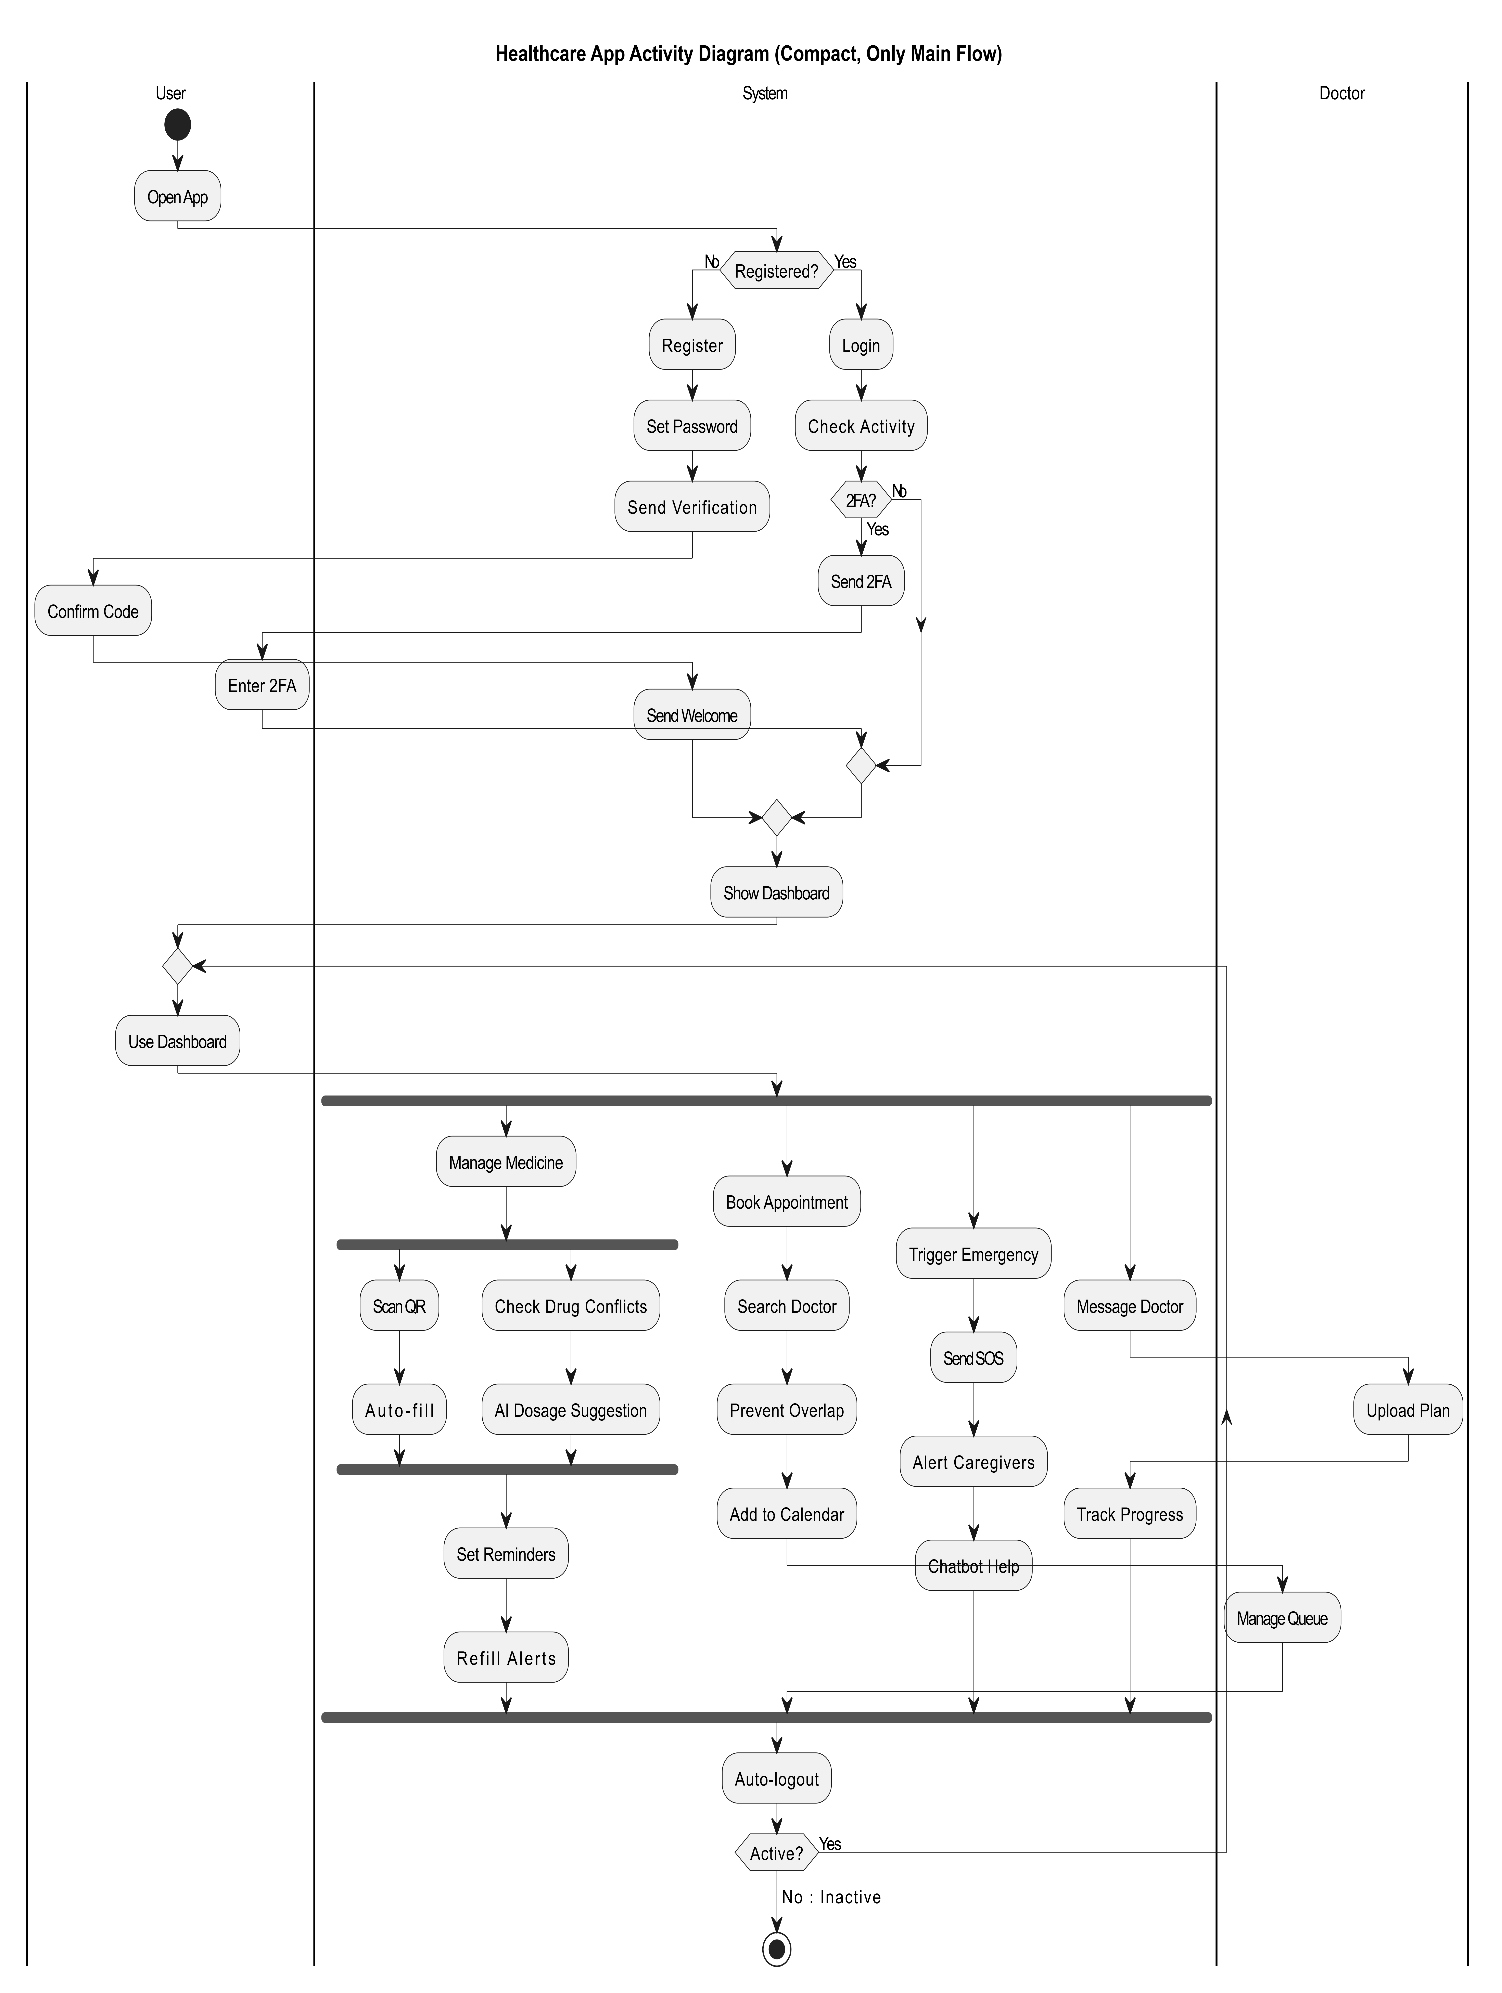 Healthcare App Activity Diagram (Compact, Only Main Flow)
User
System
Doctor
Open App
Registered?
No
Yes
Register
Login
Set Password
Check Activity
Send Verification
2FA?
No
Yes
Send 2FA
Confirm Code
Enter 2FA
Send Welcome
Show Dashboard
Use Dashboard
Manage Medicine
Book Appointment
Trigger Emergency
Scan QR
Check Drug Conflicts
Search Doctor
Message Doctor
Send SOS
Auto-fill
AI Dosage Suggestion
Prevent Overlap
Upload Plan
Alert Caregivers
Add to Calendar
Track Progress
Set Reminders
Chatbot Help
Manage Queue
Refill Alerts
Auto-logout
Active?
Yes
No : Inactive